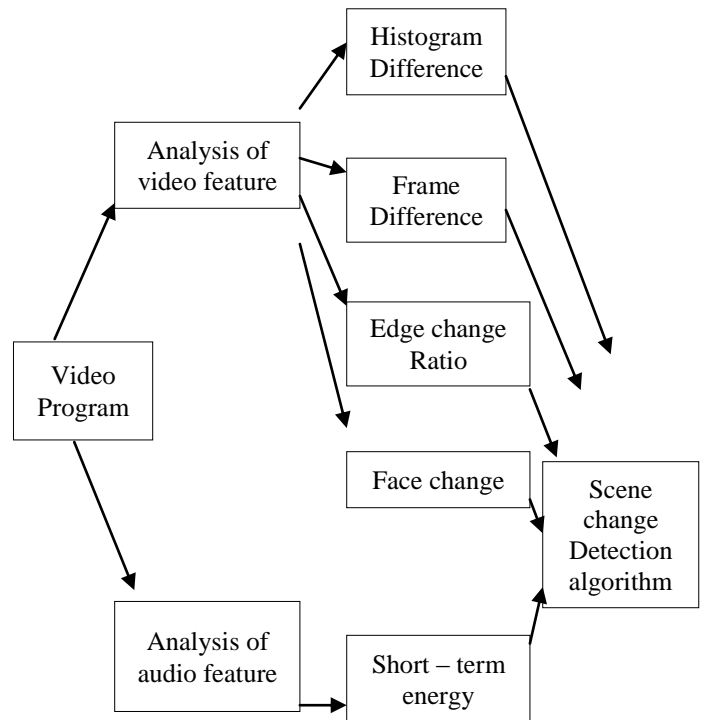 Histogram
Difference
Analysis of
video feature
Frame
Difference
Edge change
Ratio
Video
Program
Face change
Scene
change
Detection
algorithm
Analysis of
audio feature
Short – term
energy